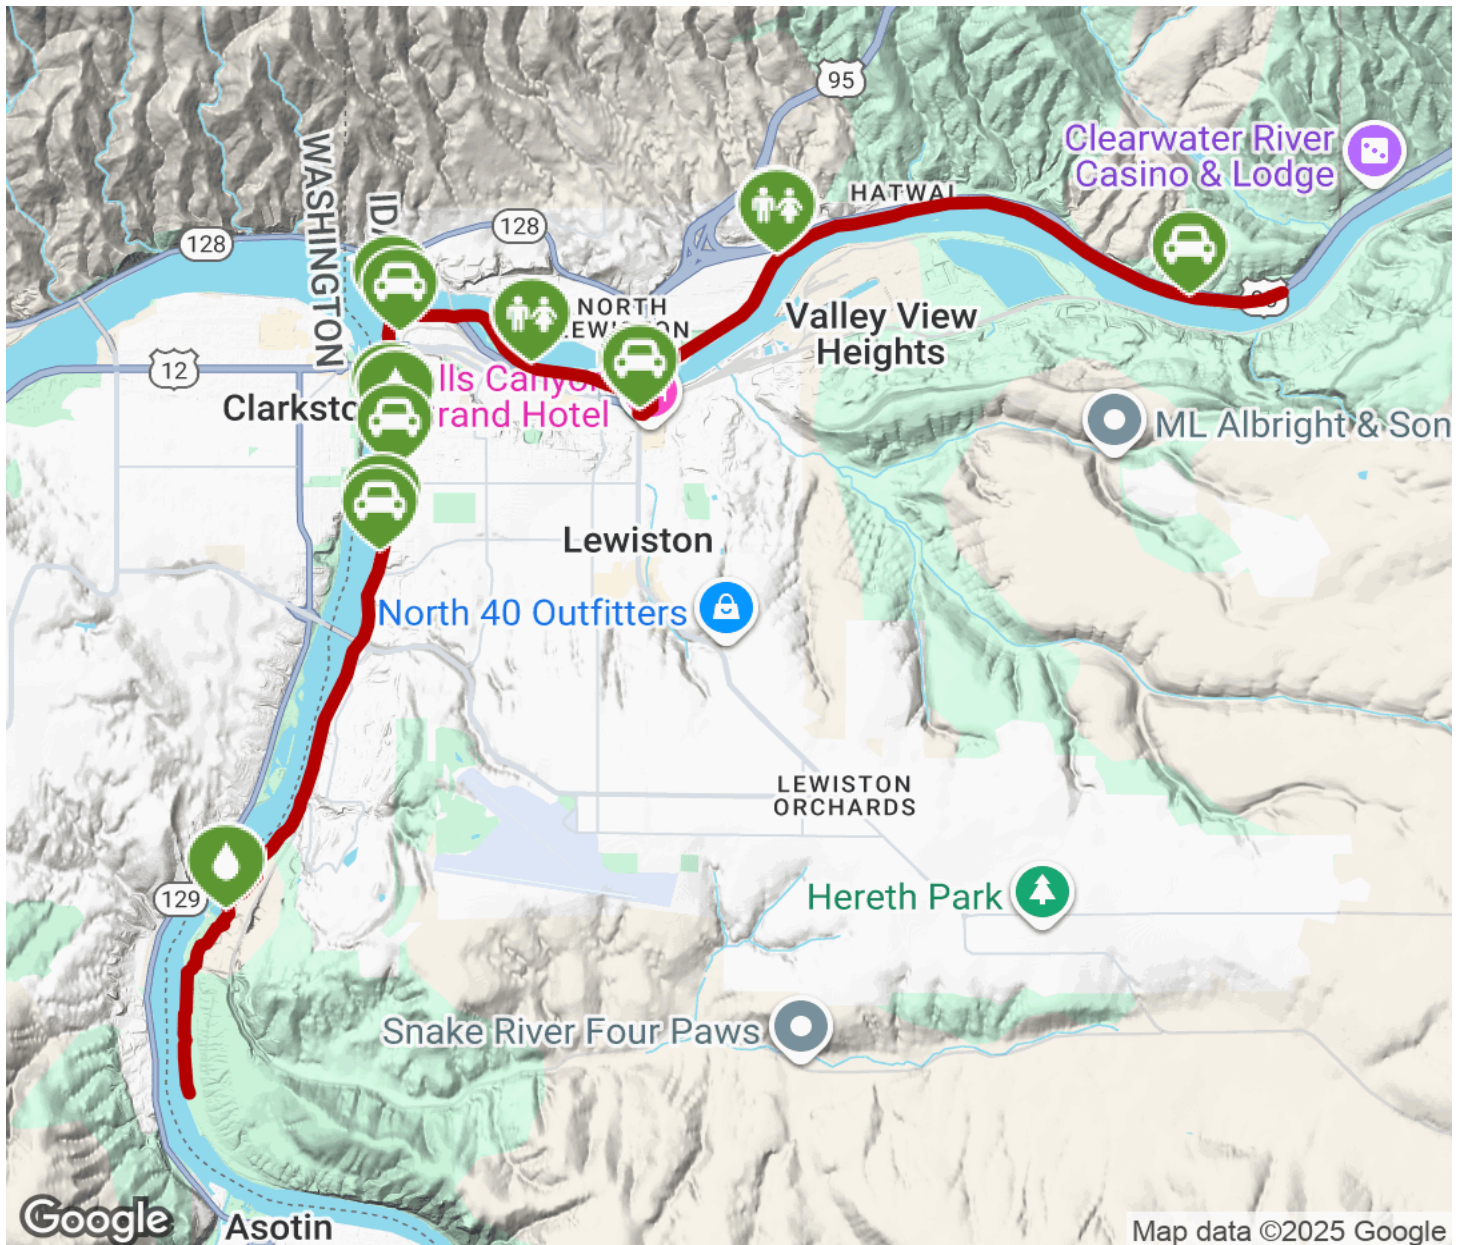 95
Clearwater River
Casino & Lodge
WASHINGTON
128
128
HATWAI
NORTH
LEWISTON
Valley View
Heights
12
lls Canyon
rand Hotel
Clarksto
ML Albright & Son
Lewiston
North 40 Outfitters
LEWISTON
ORCHARDS
129
Hereth Park
Snake River Four Paws
Google
Asotin
Map data ©2025 Google